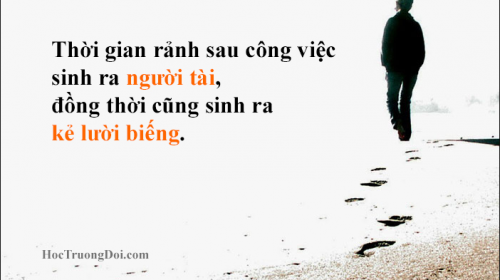 Thời gian rảnh sau công việc
sinh ra người tài,
đồng thời cũng sinh ra
kẻ lười biếng.
HocTruongDoi.com